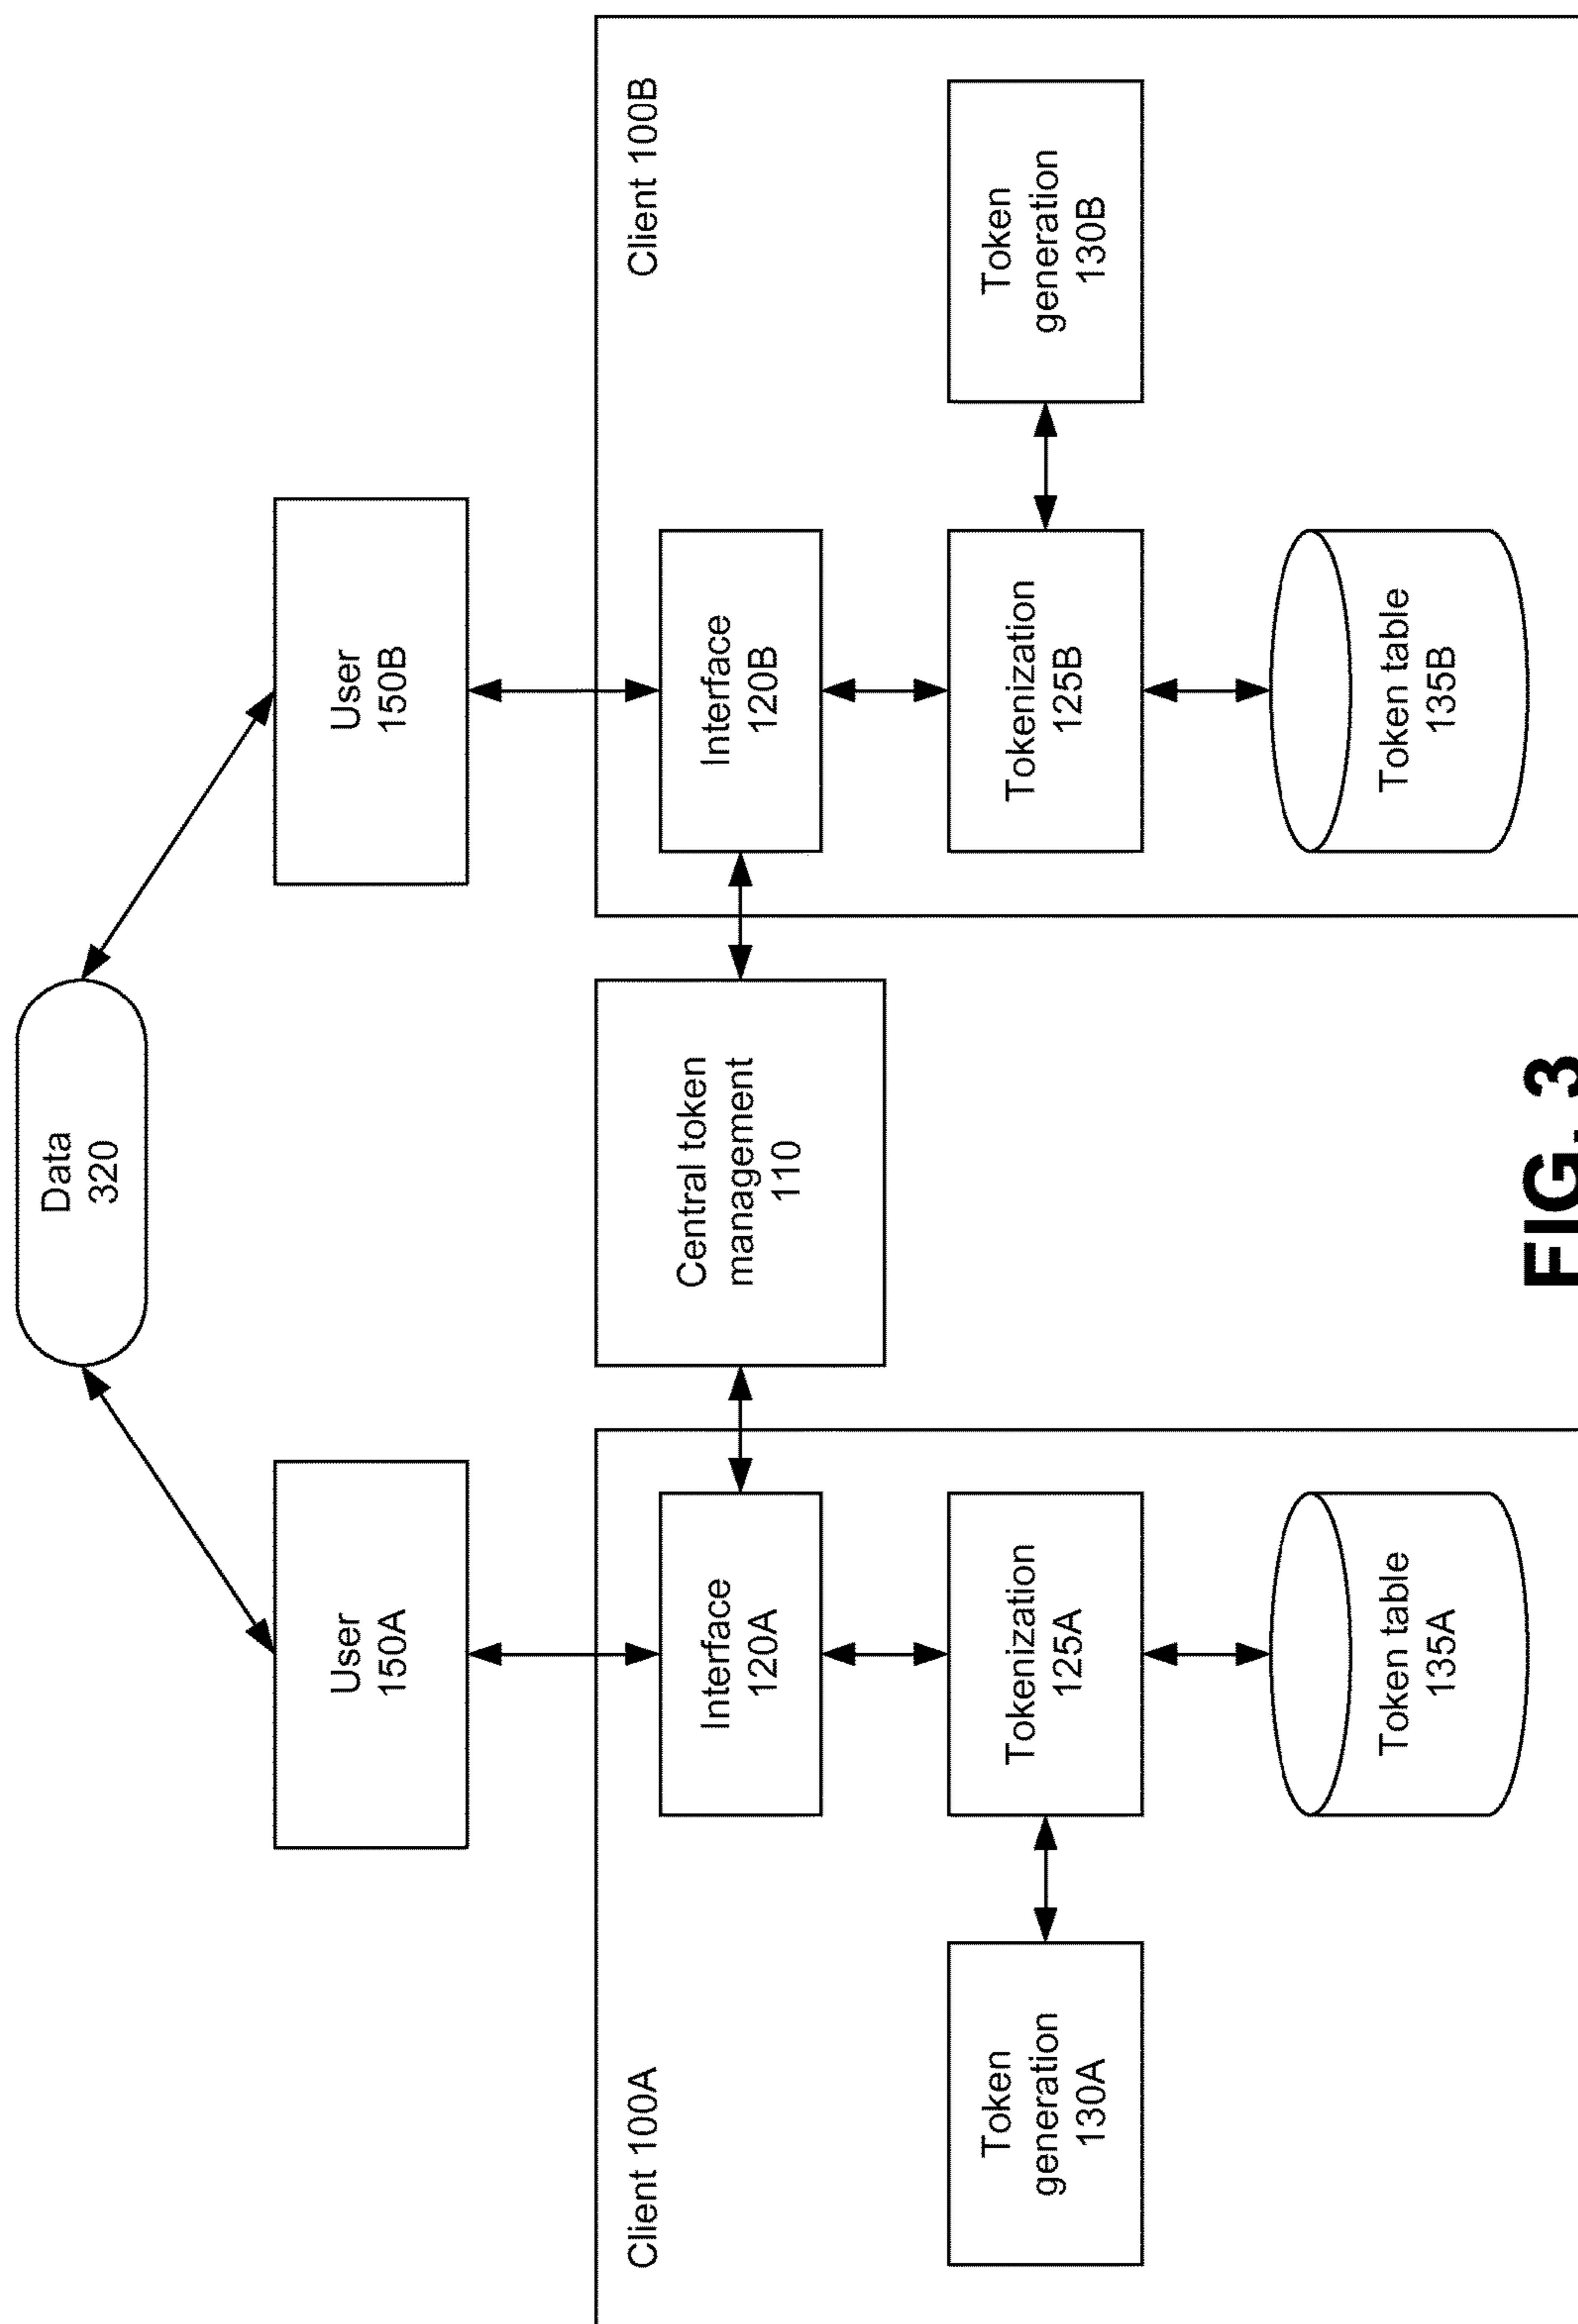 Data
320
User
150A
User
150B
Client 100A
Interface
120A
Central token
management
110
Interface
120B
Client 100B
Token
generation
130A
Tokenization
125A
Tokenization
125B
Token
generation
130B
Token table
135A
Token table
135B
FIG. 3